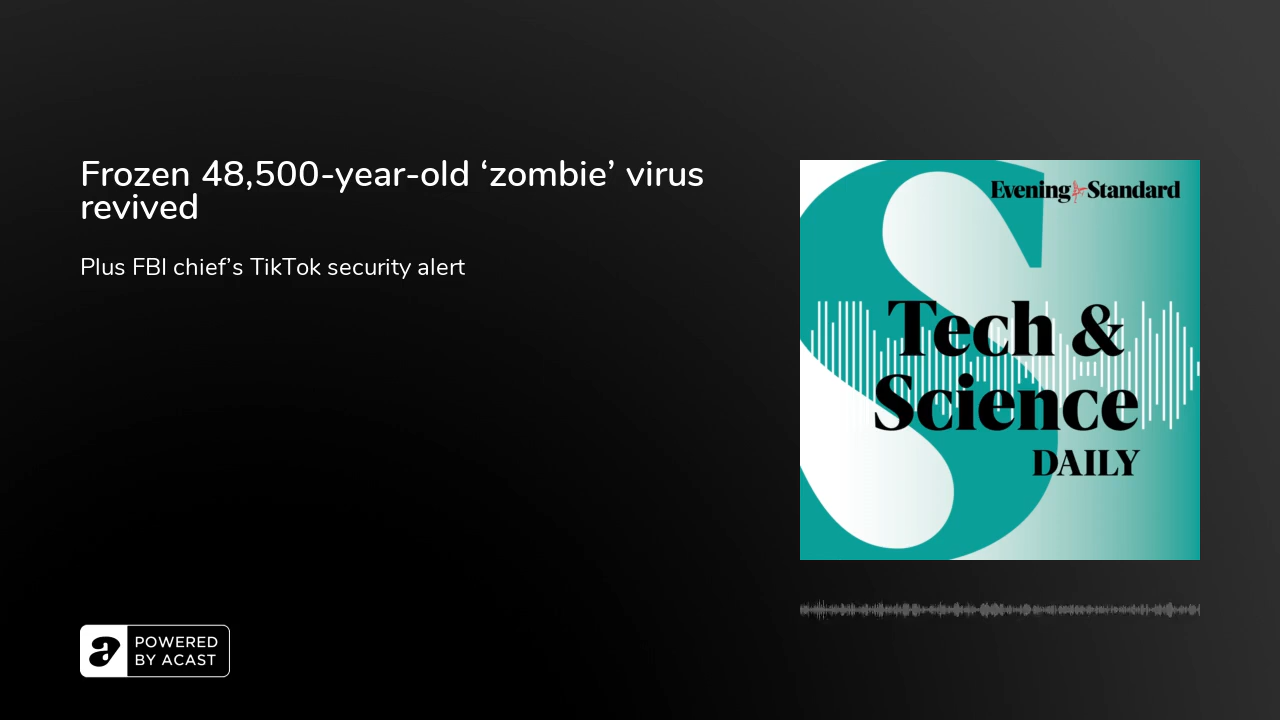 Frozen 48,500-year-old ‘zombie’ virus
revived
Plus FBI chief’s TikTok security alert
Evening Standard
Tech &
Science
DAILY
POWERED
BY ACAST